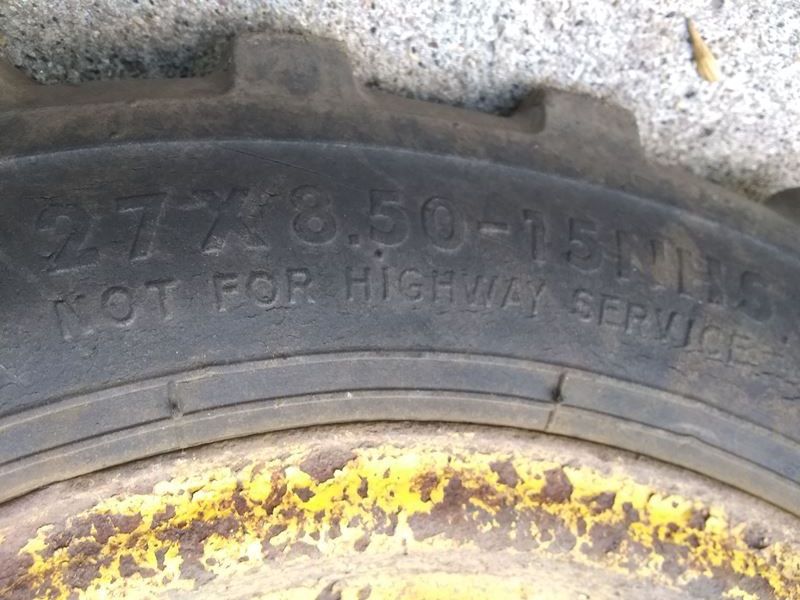 27X8.50-15NHS
NOT FOR HIGHWAY SERVICE